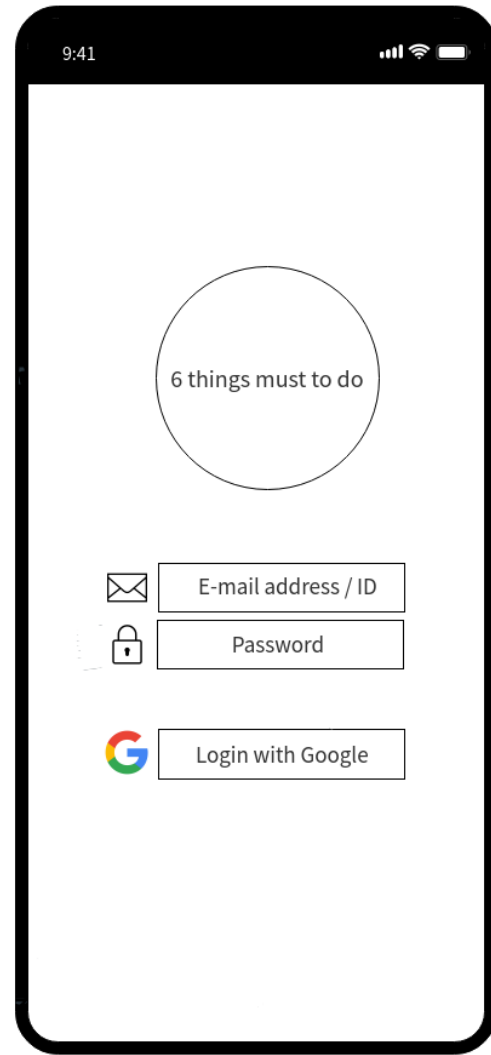 9:41
6 things must to do
E-mail address / ID
Password
Login with Google